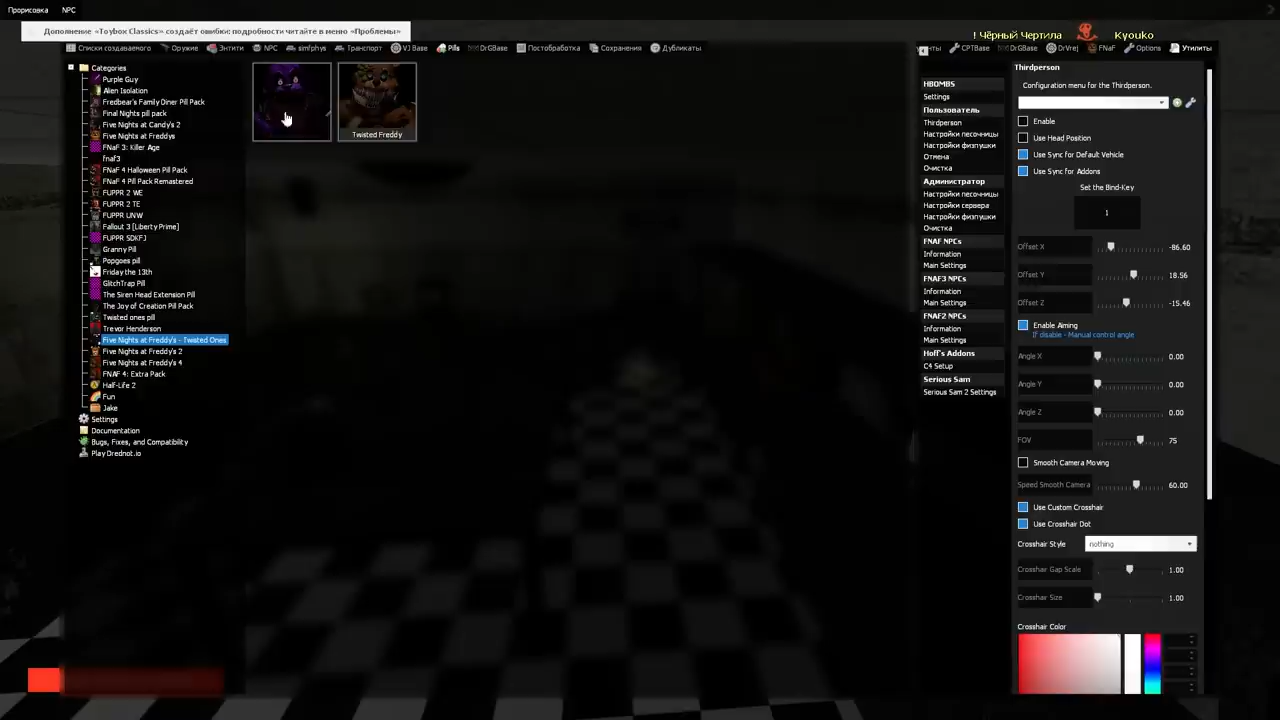 Прорисовка NPC
Дополнение «Toybox Classics» создаёт ошибки; подробности читайте в меню «Проблемы»
! Чёрный Чертила Kyouko
Списки создаваемого Оружие Энтити NPC simfphys Транспорт VJ Base Pills DrGBase Постобработка Сохранения Дубликаты
CPTBase DrGBase DrVrej FNaF Options Утилиты
Categories
Purple Guy
Alien Isolation
Fredbear's Family Diner Pill Pack
Final Nights pill pack
Five Nights at Candy's 2
Five Nights at Freddys
FNaF 3: Killer Age
fnaf3
FNaF 4 Halloween Pill Pack
FNaF 4 Pill Pack Remastered
FUPPR 2 WE
FUPPR 2 TE
FUPPR UNW
Fallout 3 [Liberty Prime]
FUPPR SDKFJ
Granny Pill
Popgoes pill
Friday the 13th
GlitchTrap Pill
The Siren Head Extension Pill
The Joy of Creation Pill Pack
Twisted ones pill
Trevor Henderson
Five Nights at Freddy's - Twisted Ones
Five Nights at Freddy's 2
Five Nights at Freddy's 4
FNAF 4: Extra Pack
Half-Life 2
Fun
Jake
Settings
Documentation
Bugs, Fixes, and Compatibility
Play Drednot.io
Twisted Freddy
HBOMBS
Settings
Пользователь
Thirdperson
Настройки песочницы
Настройки физпушки
Отмена
Очистка
Администратор
Настройки песочницы
Настройки сервера
Настройки физпушки
Очистка
FNAF NPCs
Information
Main Settings
FNAF3 NPCs
Information
Main Settings
FNAF2 NPCs
Information
Main Settings
Hoff's Addons
C4 Setup
Serious Sam
Serious Sam 2 Settings
Thirdperson
Configuration menu for the Thirdperson.
Enable
Use Head Position
Use Sync for Default Vehicle
Use Sync for Addons
Set the Bind-Key
1
Offset X -86.60
Offset Y 18.56
Offset Z -15.46
Enable Aiming
If disable - Manual control angle
Angle X 0.00
Angle Y 0.00
Angle Z 0.00
FOV 75
Smooth Camera Moving
Speed Smooth Camera 60.00
Use Custom Crosshair
Use Crosshair Dot
Crosshair Style nothing
Crosshair Gap Scale 1.00
Crosshair Size 1.00
Crosshair Color